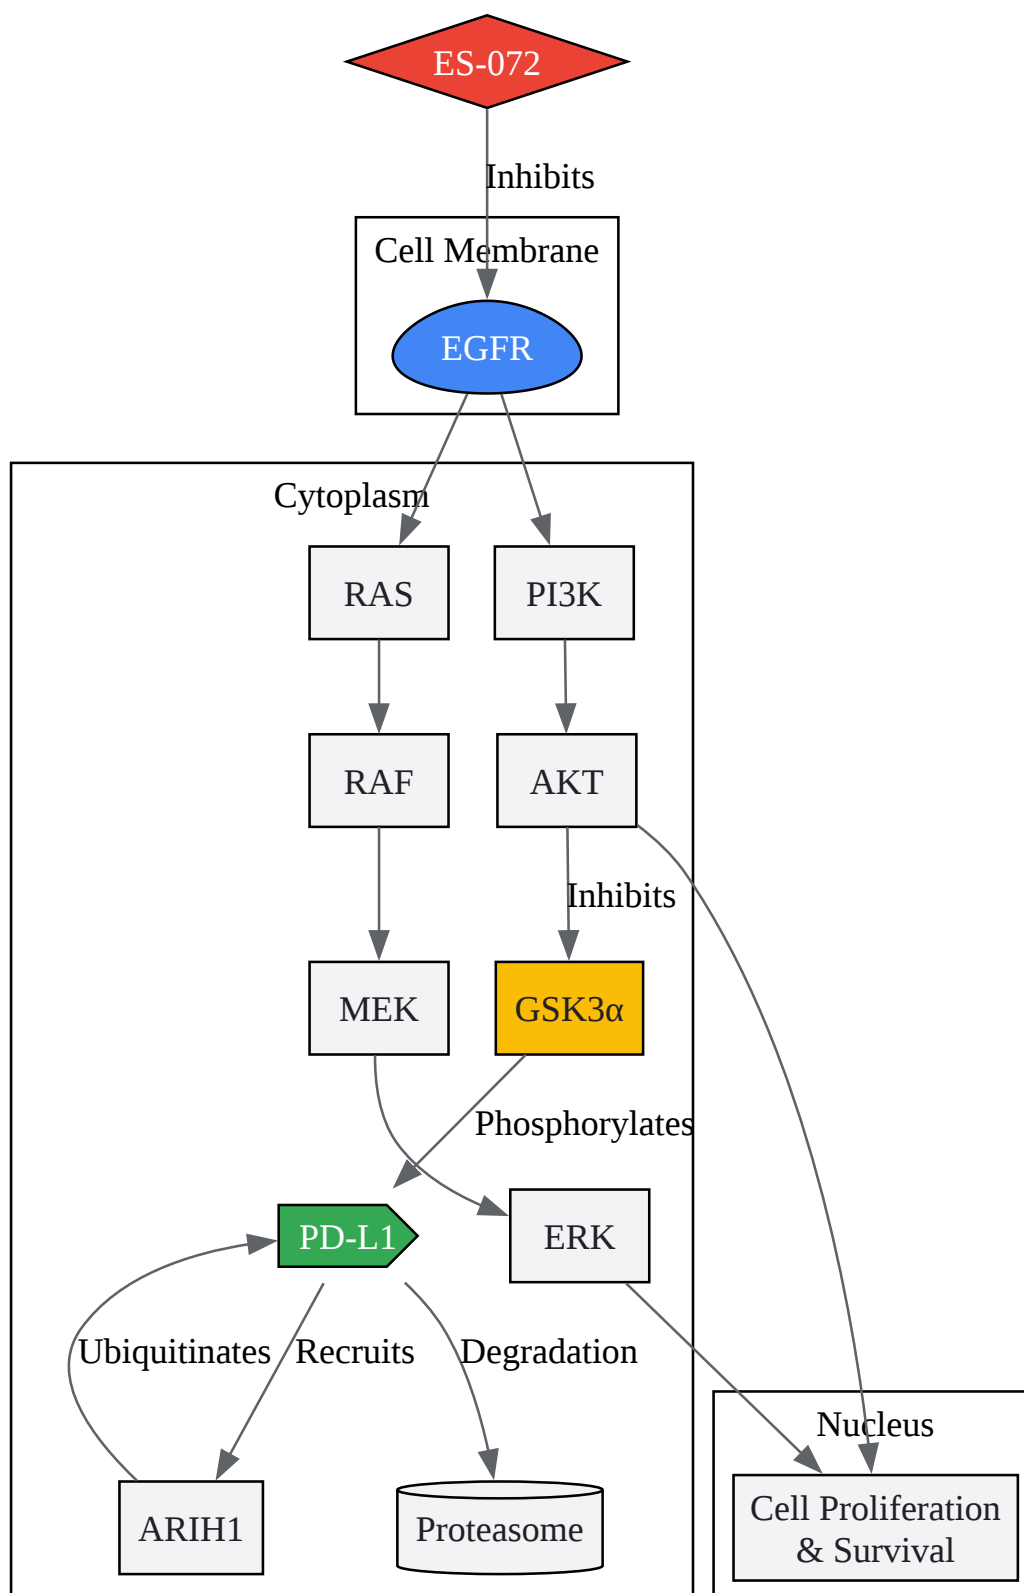 ES-072
Inhibits
Cell Membrane
EGFR
Cytoplasm
RAS
PI3K
RAF
AKT
Inhibits
MEK
GSK3α
Phosphorylates
PD-L1
ERK
Ubiquitinates
Recruits
Degradation
Nucleus
ARIH1
Proteasome
Cell Proliferation
& Survival